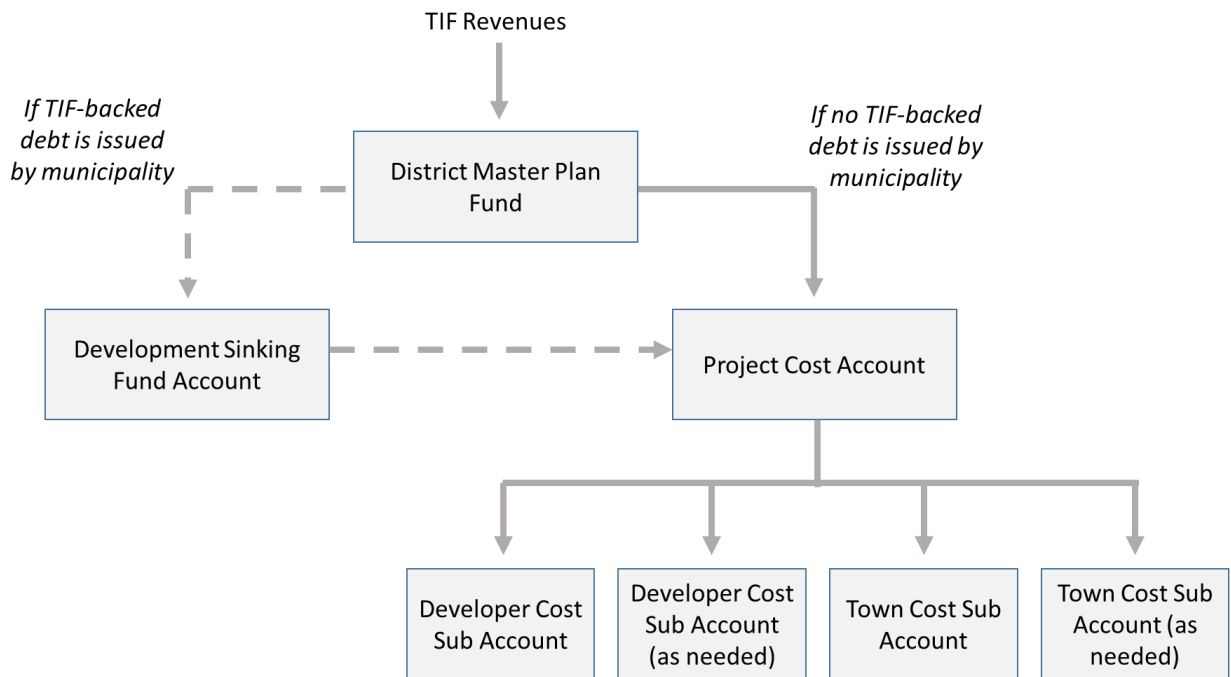 TIF Revenues
If TIF-backed
debt is issued
by municipality
If no TIF-backed
debt is issued by
municipality
District Master Plan
Fund
Development Sinking
Fund Account
Project Cost Account
Developer Cost
Sub Account
Developer Cost
Sub Account
(as needed)
Town Cost Sub
Account
Town Cost Sub
Account (as
needed)